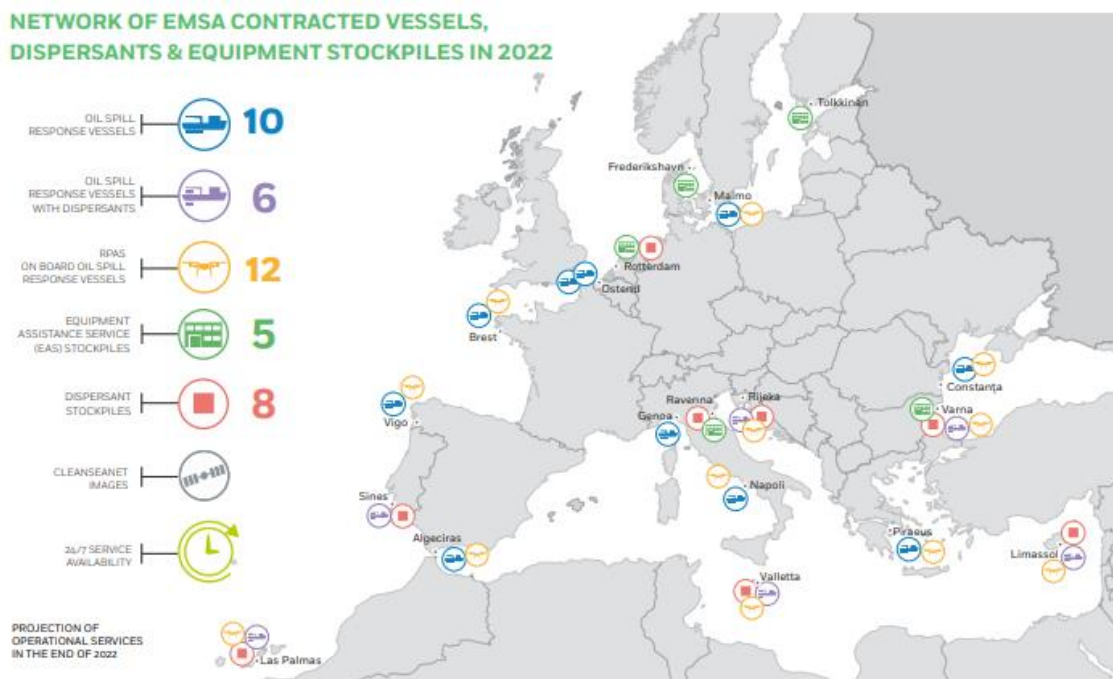 NETWORK OF EMSA CONTRACTED VESSELS,
DISPERSANTS & EQUIPMENT STOCKPILES IN 2022
OIL SPILL
RESPONSE VESSELS
10
OIL SPILL
RESPONSE VESSELS
WITH DISPERSANTS
6
RPAS
ON BOARD OIL SPILL
RESPONSE VESSELS
12
EQUIPMENT
ASSISTANCE SERVICE
(EAS) STOCKPILES
5
DISPERSANT
STOCKPILES
8
CLEANSEANET
IMAGES
24/7 SERVICE
AVAILABILITY
PROJECTION OF
OPERATIONAL SERVICES
IN THE END OF 2022
Tolkkinen
Frederikshavn
Malmo
Rotterdam
Ostend
Brest
Constanța
Ravenna
Rijeka
Varna
Genoa
Vigo
Napoli
Sines
Algeciras
Piraeus
Limassol
Valletta
Las Palmas